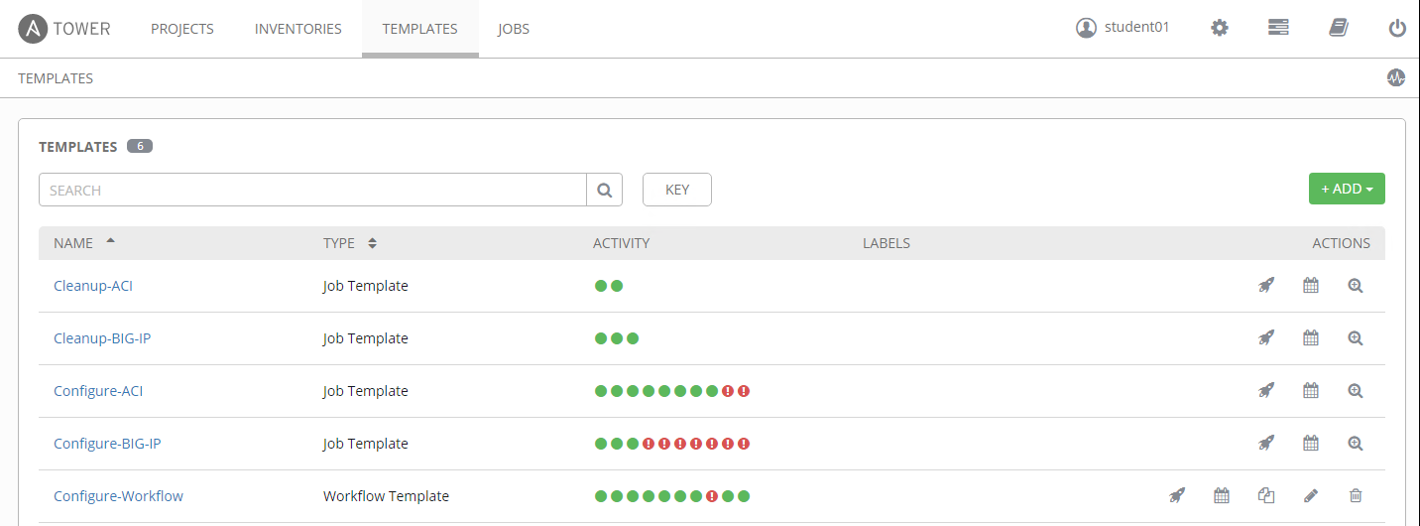 TOWER PROJECTS INVENTORIES TEMPLATES JOBS student01
TEMPLATES
TEMPLATES 6
SEARCH KEY + ADD
NAME TYPE ACTIVITY LABELS ACTIONS
Cleanup-ACI Job Template
Cleanup-BIG-IP Job Template
Configure-ACI Job Template
Configure-BIG-IP Job Template
Configure-Workflow Workflow Template